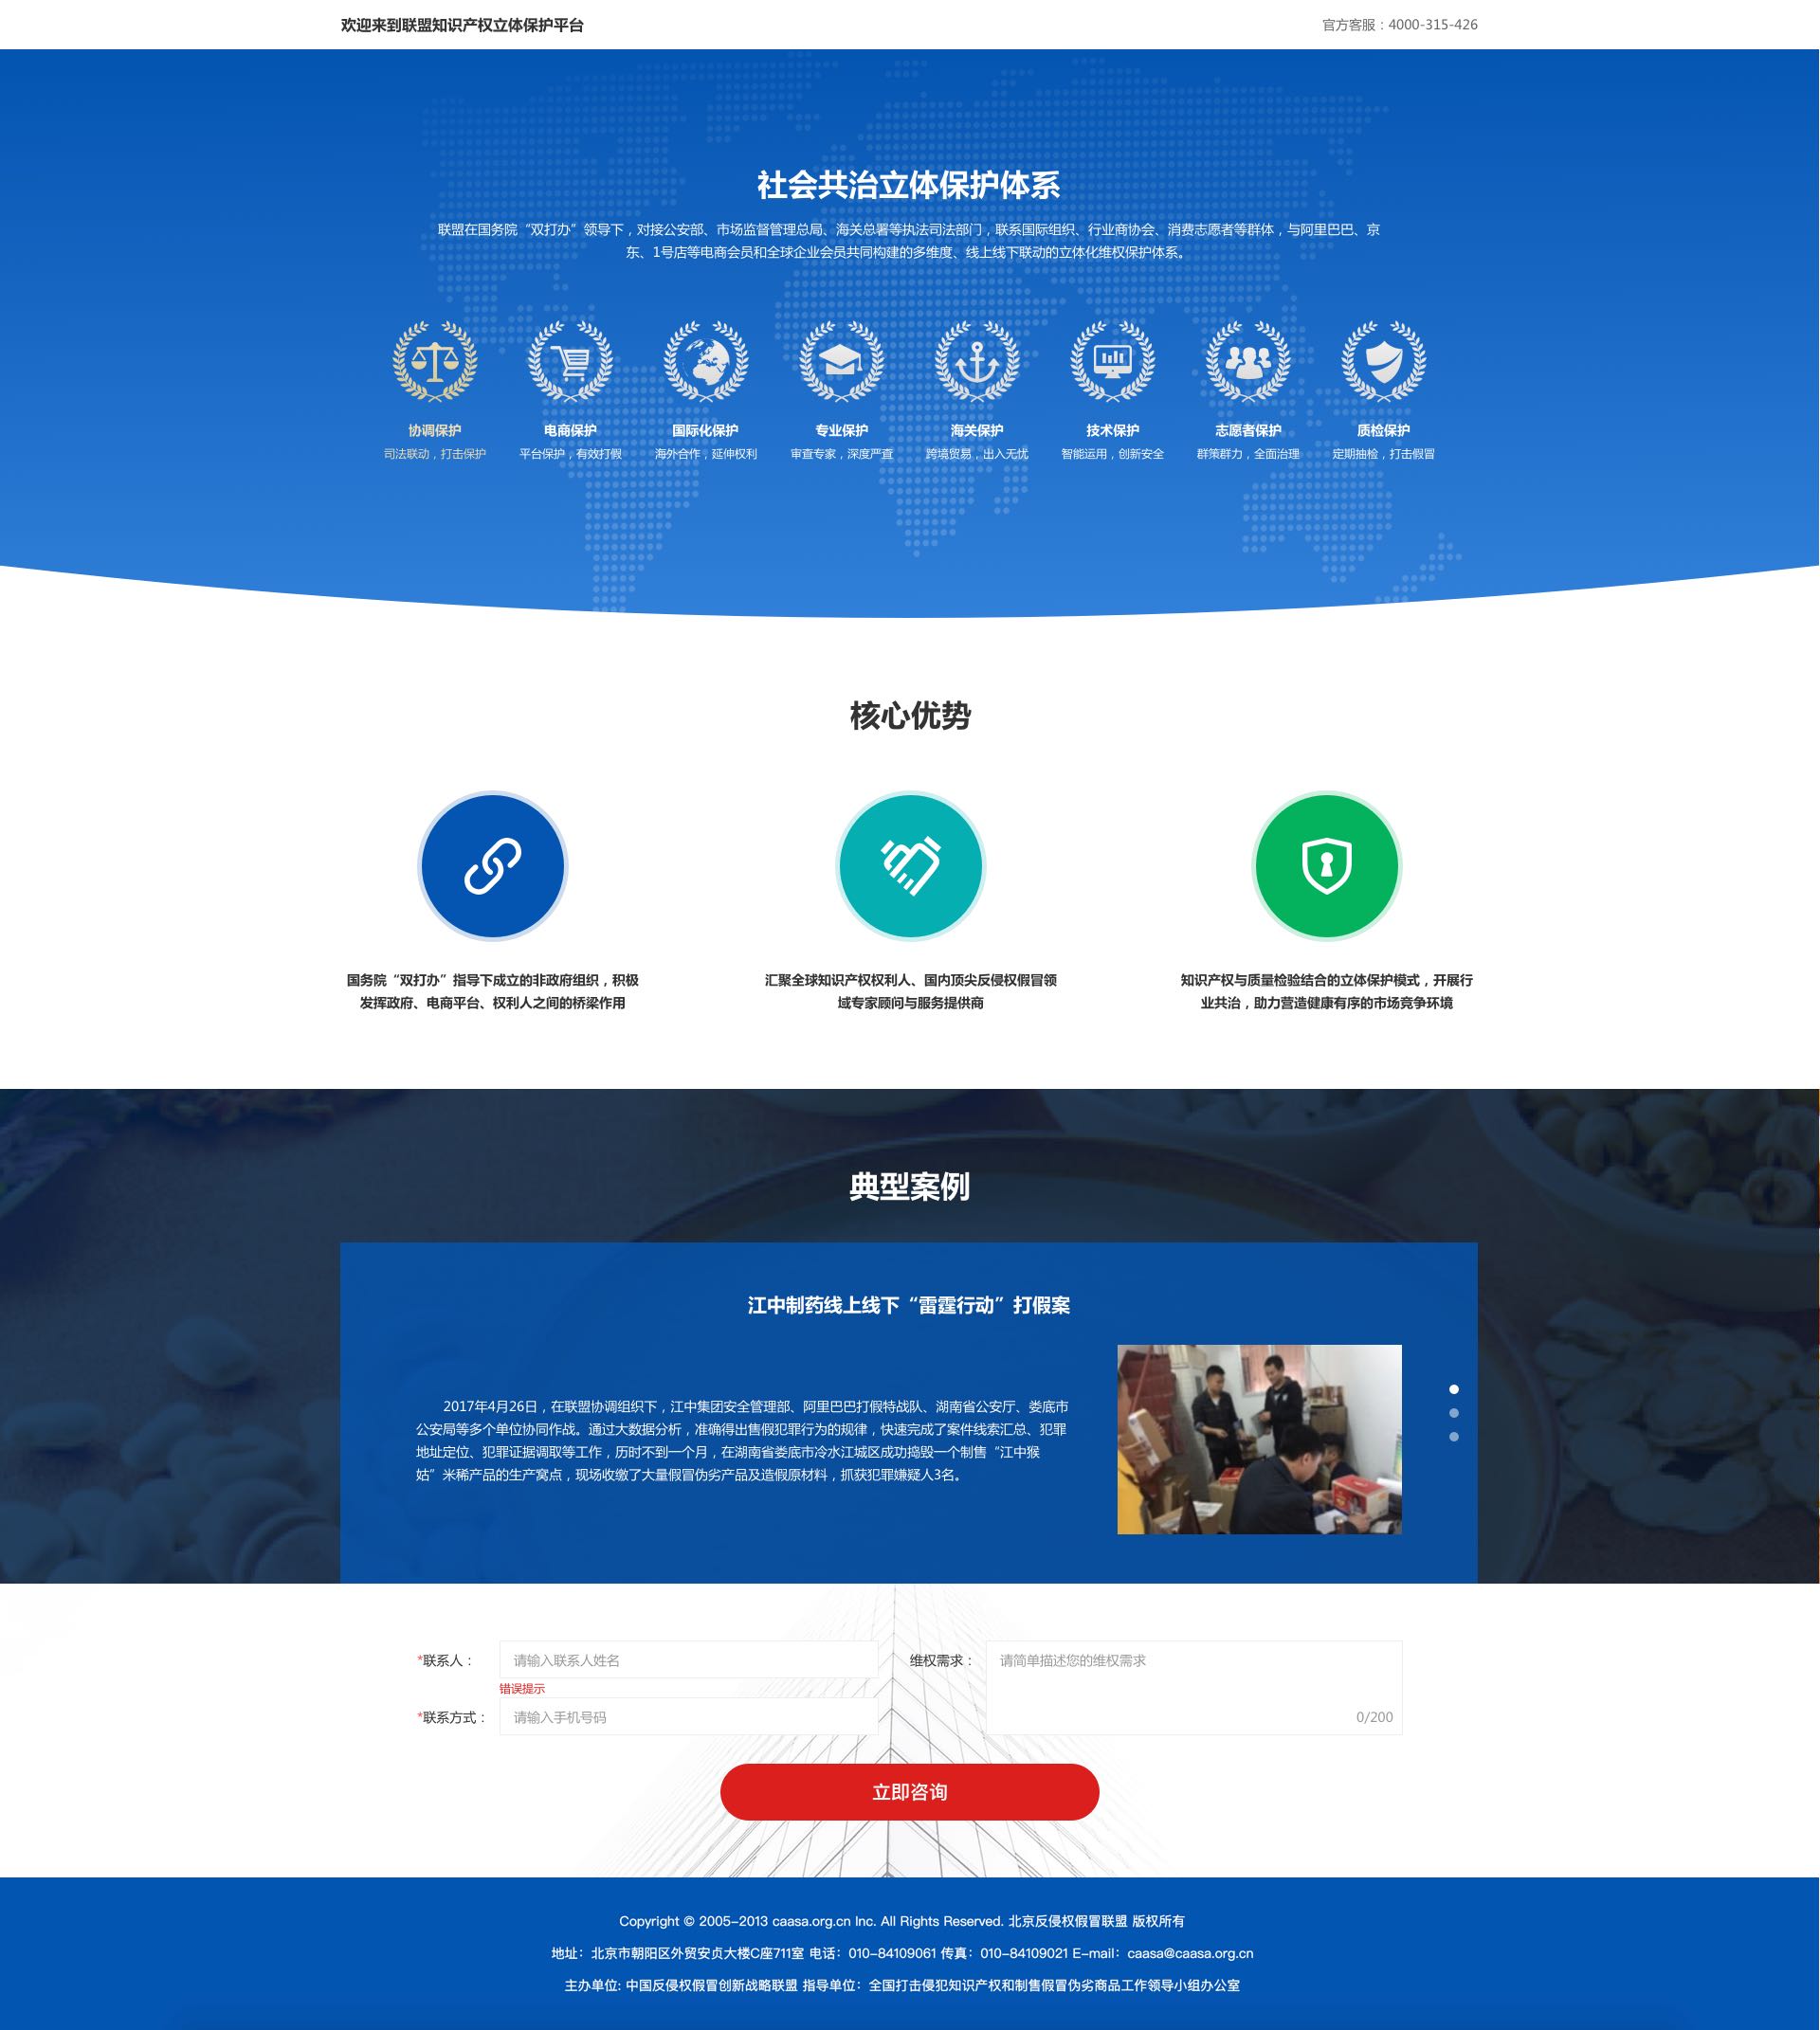 欢迎来到联盟知识产权立体保护平台
官方客服：4000-315-426
社会共治立体保护体系
联盟在国务院“双打办”领导下，对接公安部、市场监督管理总局、海关总署等执法司法部门，联系国际组织、行业商协会、消费志愿者等群体，与阿里巴巴、京
东、1号店等电商会员和全球企业会员共同构建的多维度、线上线下联动的立体化维权保护体系。
协调保护 电商保护 国际化保护 专业保护 海关保护 技术保护 志愿者保护 质检保护
司法联动，打击保护 平台保护，有效打假 海外合作，延伸权利 审查专家，深度严查 跨境贸易，出入无忧 智能运用，创新安全 群策群力，全面治理 定期抽检，打击假冒
核心优势
国务院“双打办”指导下成立的非政府组织，积极
发挥政府、电商平台、权利人之间的桥梁作用
汇聚全球知识产权权利人、国内顶尖反侵权假冒领
域专家顾问与服务提供商
知识产权与质量检验结合的立体保护模式，开展行
业共治，助力营造健康有序的市场竞争环境
典型案例
江中制药线上线下“雷霆行动”打假案
2017年4月26日，在联盟协调组织下，江中集团安全管理部、阿里巴巴打假特战队、湖南省公安厅、娄底市
公安局等多个单位协同作战。通过大数据分析，准确得出售假犯罪行为的规律，快速完成了案件线索汇总、犯罪
地址定位、犯罪证据调取等工作，历时不到一个月，在湖南省娄底市冷水江城区成功捣毁一个制售“江中猴
姑”米稀产品的生产窝点，现场收缴了大量假冒伪劣产品及造假原材料，抓获犯罪嫌疑人3名。
*联系人：
请输入联系人姓名
错误提示
*联系方式：
请输入手机号码
维权需求：
请简单描述您的维权需求
0/200
立即咨询
Copyright © 2005-2013 caasa.org.cn Inc. All Rights Reserved. 北京反侵权假冒联盟 版权所有
地址：北京市朝阳区外贸安贞大楼C座711室 电话：010-84109061 传真：010-84109021 E-mail：caasa@caasa.org.cn
主办单位: 中国反侵权假冒创新战略联盟 指导单位：全国打击侵犯知识产权和制售假冒伪劣商品工作领导小组办公室